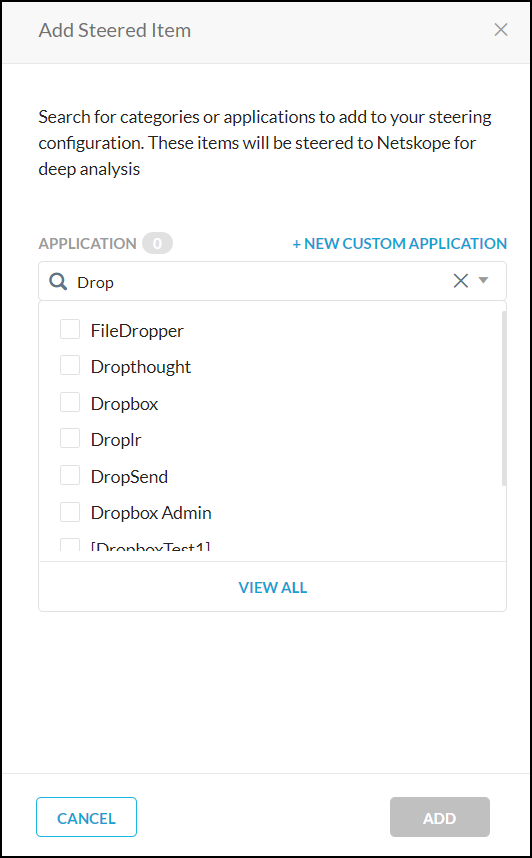 Add Steered Item
Search for categories or applications to add to your steering
configuration. These items will be steered to Netskope for
deep analysis
APPLICATION 0 + NEW CUSTOM APPLICATION
Drop
FileDropper
Dropthought
Dropbox
Droplr
DropSend
Dropbox Admin
[DropboxTest1]
VIEW ALL
CANCEL ADD